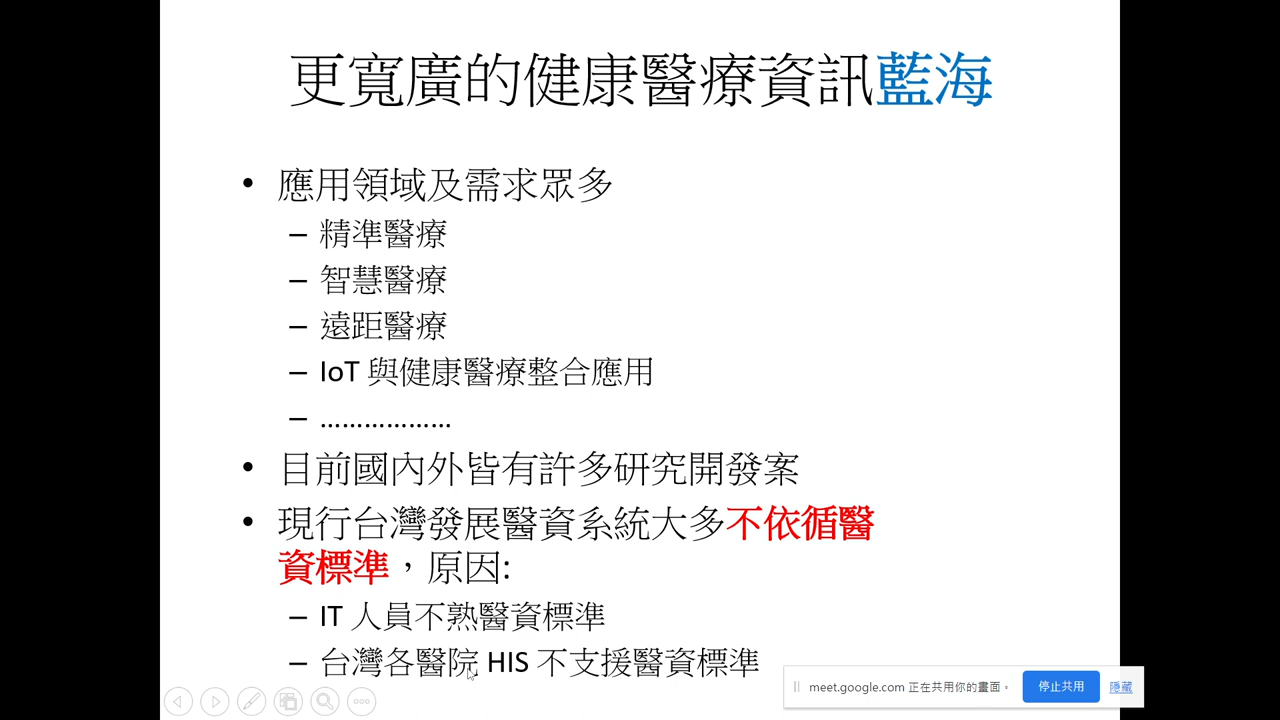 更寬廣的健康醫療資訊藍海
• 應用領域及需求眾多
– 精準醫療
– 智慧醫療
– 遠距醫療
– IoT 與健康醫療整合應用
– ………………
• 目前國內外皆有許多研究開發案
• 現行台灣發展醫資系統大多不依循醫
資標準，原因:
– IT 人員不熟醫資標準
– 台灣各醫院 HIS 不支援醫資標準
meet.google.com 正在共用你的畫面。 停止共用 隱藏